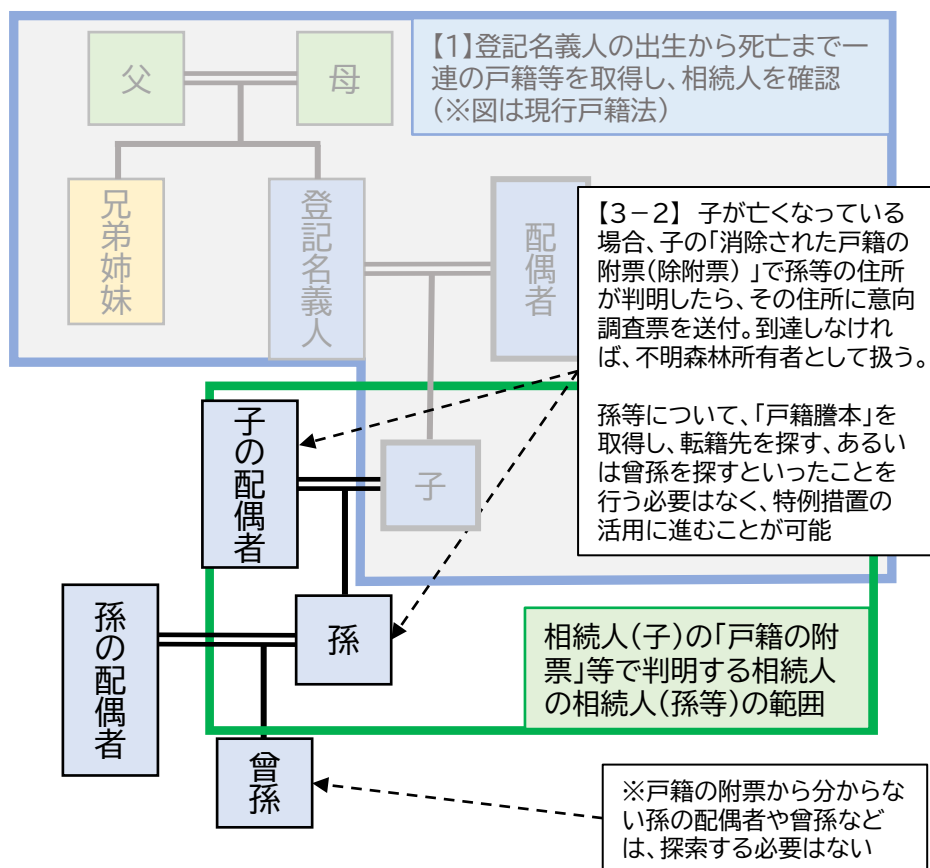 【1】登記名義人の出生から死亡まで一
連の戸籍等を取得し、相続人を確認
(※図は現行戸籍法)
父
母
兄弟姉妹
登記名義人
配偶者
【3-2】 子が亡くなっている
場合、子の「消除された戸籍の
附票(除附票) 」で孫等の住所
が判明したら、その住所に意向
調査票を送付。到達しなけれ
ば、不明森林所有者として扱う。
孫等について、「戸籍謄本」を
取得し、転籍先を探す、あるい
は曾孫を探すといったことを
行う必要はなく、特例措置の
活用に進むことが可能
子の配偶者
子
孫の配偶者
孫
相続人(子)の「戸籍の附
票」等で判明する相続人
の相続人(孫等)の範囲
曾孫
※戸籍の附票から分からな
い孫の配偶者や曾孫など
は、探索する必要はない